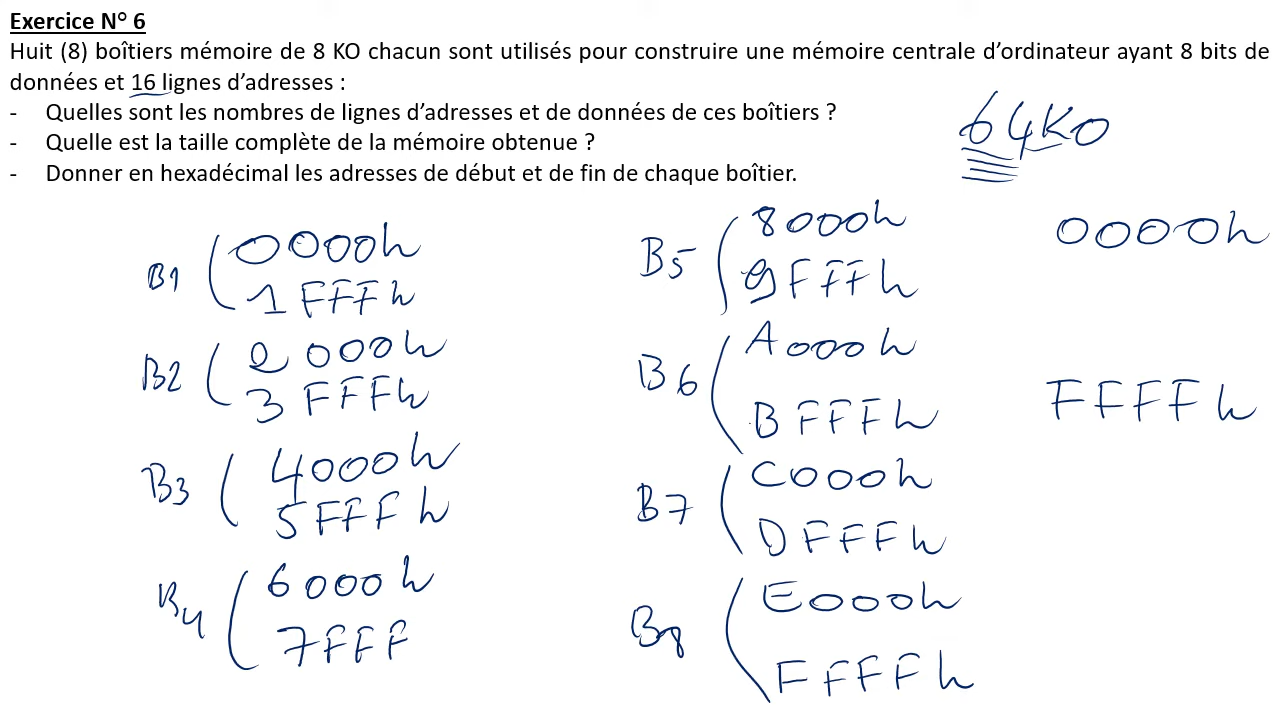 Exercice N° 6
Huit (8) boîtiers mémoire de 8 KO chacun sont utilisés pour construire une mémoire centrale d'ordinateur ayant 8 bits de
données et 16 lignes d'adresses :
- Quelles sont les nombres de lignes d'adresses et de données de ces boîtiers ?
- Quelle est la taille complète de la mémoire obtenue ?
- Donner en hexadécimal les adresses de début et de fin de chaque boîtier.
64KO
B1 ( 0000h
1FFFh
B2 ( 2000h
3FFFh
B3 ( 4000h
5FFFh
B4 ( 6000h
7FFF
B5 ( 8000h
9FFFh
B6 ( A000h
BFFFh
B7 ( C000h
DFFFh
B8 ( E000h
FFFFh
0000h
FFFFh